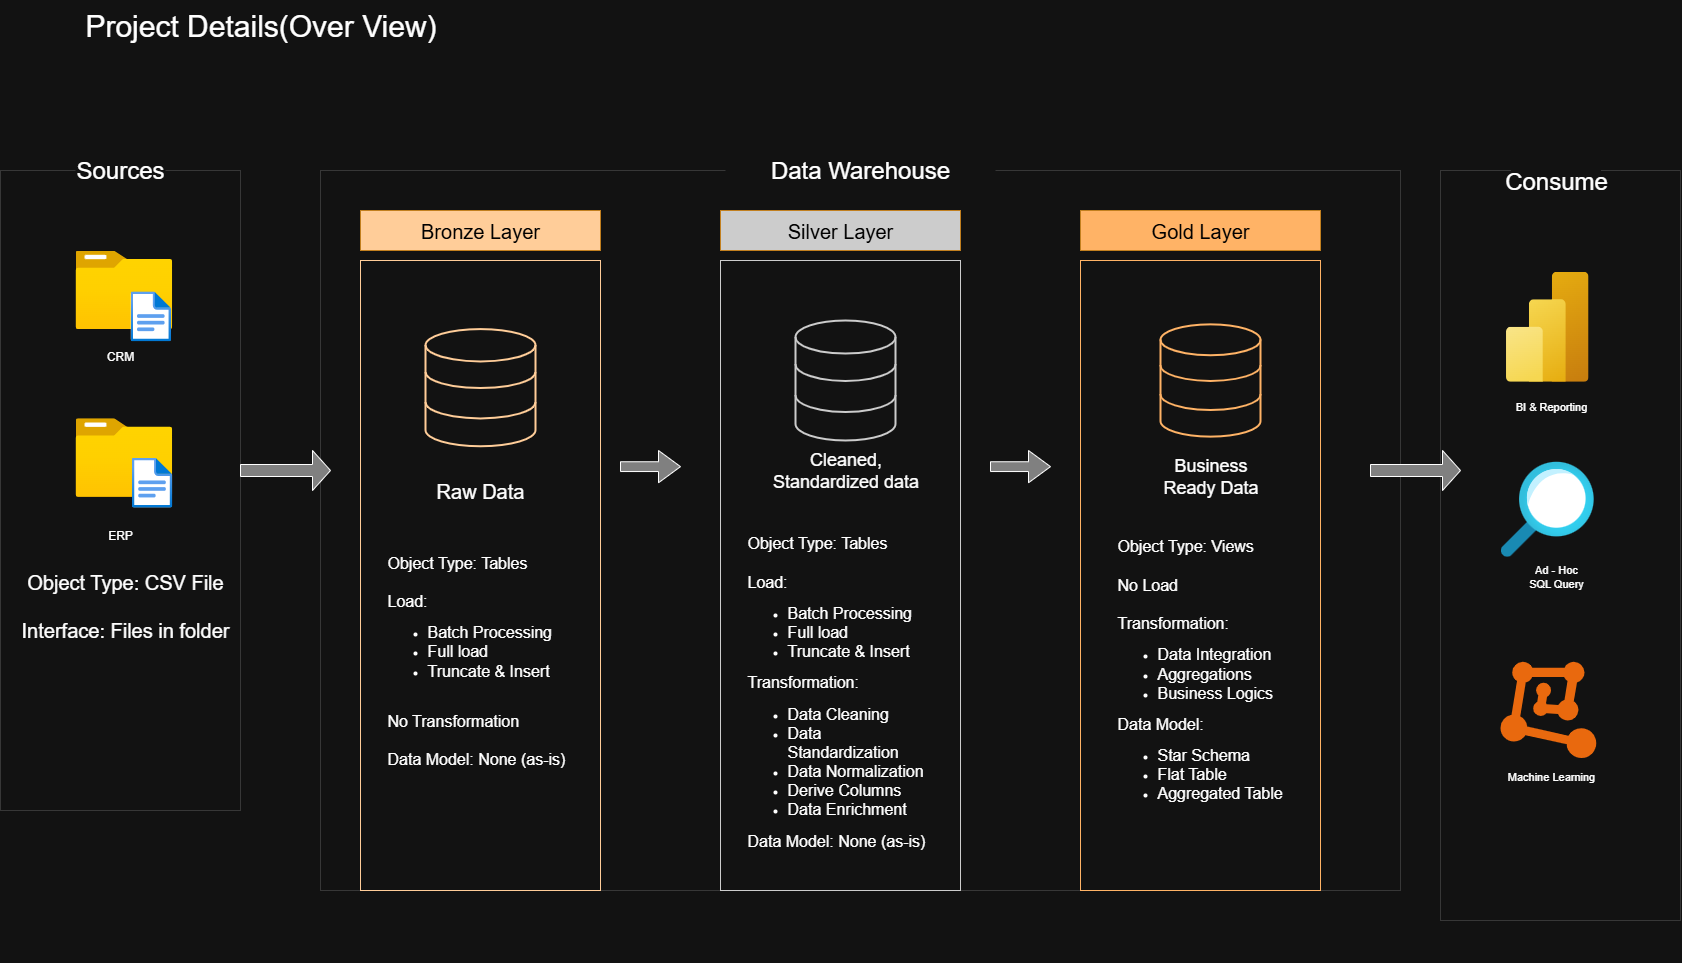 Project Details(Over View)
Sources
CRM
ERP
Object Type: CSV File
Interface: Files in folder
Data Warehouse
Bronze Layer
Raw Data
Object Type: Tables
Load:
Batch Processing
Full load
Truncate & Insert
No Transformation
Data Model: None (as-is)
Silver Layer
Cleaned,
Standardized data
Object Type: Tables
Load:
Batch Processing
Full load
Truncate & Insert
Transformation:
Data Cleaning
Data
Standardization
Data Normalization
Derive Columns
Data Enrichment
Data Model: None (as-is)
Gold Layer
Business
Ready Data
Object Type: Views
No Load
Transformation:
Data Integration
Aggregations
Business Logics
Data Model:
Star Schema
Flat Table
Aggregated Table
Consume
BI & Reporting
Ad - Hoc
SQL Query
Machine Learning